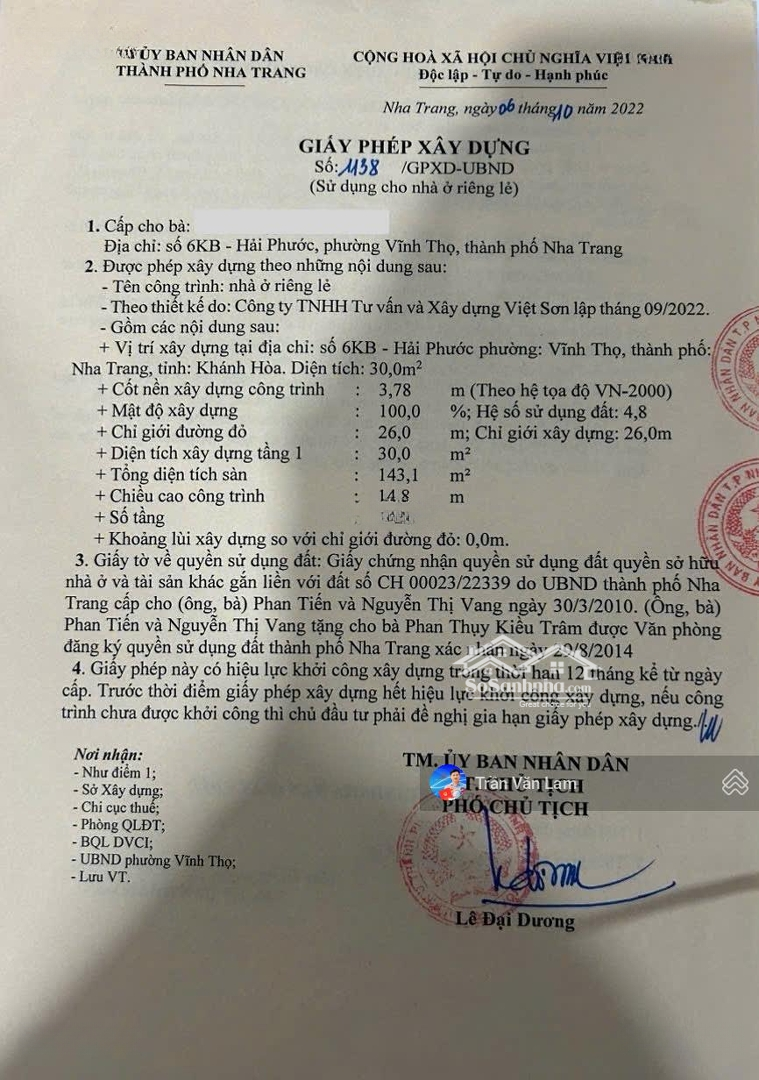 ỦY BAN NHÂN DÂN
THÀNH PHỐ NHA TRANG
CỘNG HOÀ XÃ HỘI CHỦ NGHĨA VIỆT NAM
Độc lập - Tự do - Hạnh phúc
Nha Trang, ngày 06 tháng 10 năm 2022
GIẤY PHÉP XÂY DỰNG
Số: 1138 /GPXD-UBND
(Sử dụng cho nhà ở riêng lẻ)
1. Cấp cho bà:
Địa chỉ: số 6KB - Hải Phước, phường Vĩnh Thọ, thành phố Nha Trang
2. Được phép xây dựng theo những nội dung sau:
- Tên công trình: nhà ở riêng lẻ
- Theo thiết kế do: Công ty TNHH Tư vấn và Xây dựng Việt Sơn lập tháng 09/2022.
- Gồm các nội dung sau:
+ Vị trí xây dựng tại địa chỉ: số 6KB - Hải Phước phường: Vĩnh Thọ, thành phố:
Nha Trang, tỉnh: Khánh Hòa. Diện tích: 30,0m²
+ Cốt nền xây dựng công trình : 3,78 m (Theo hệ tọa độ VN-2000)
+ Mật độ xây dựng : 100,0 %; Hệ số sử dụng đất: 4,8
+ Chỉ giới đường đỏ : 26,0 m; Chỉ giới xây dựng: 26,0m
+ Diện tích xây dựng tầng 1 : 30,0 m²
+ Tổng diện tích sàn : 143,1 m²
+ Chiều cao công trình : 14.8 m
+ Số tầng :
+ Khoảng lùi xây dựng so với chỉ giới đường đỏ: 0,0m.
3. Giấy tờ về quyền sử dụng đất: Giấy chứng nhận quyền sử dụng đất quyền sở hữu
nhà ở và tài sản khác gắn liền với đất số CH 00023/22339 do UBND thành phố Nha
Trang cấp cho (ông, bà) Phan Tiến và Nguyễn Thị Vang ngày 30/3/2010. (Ông, bà)
Phan Tiến và Nguyễn Thị Vang tặng cho bà Phan Thụy Kiều Trâm được Văn phòng
đăng ký quyền sử dụng đất thành phố Nha Trang xác nhận ngày 29/8/2014
4. Giấy phép này có hiệu lực khởi công xây dựng trong thời hạn 12 tháng kể từ ngày
cấp. Trước thời điểm giấy phép xây dựng hết hiệu lực khởi công xây dựng, nếu công
trình chưa được khởi công thì chủ đầu tư phải đề nghị gia hạn giấy phép xây dựng./.
SoSanhnha.com
Great choice for you
Nơi nhận:
- Như điểm 1;
- Sở Xây dựng;
- Chi cục thuế;
- Phòng QLĐT;
- BQL DVCI;
- UBND phường Vĩnh Thọ;
- Lưu VT.
TM. ỦY BAN NHÂN DÂN
CHỦ TỊCH
Trần Văn Lam
PHÓ CHỦ TỊCH
Lê Đại Dương